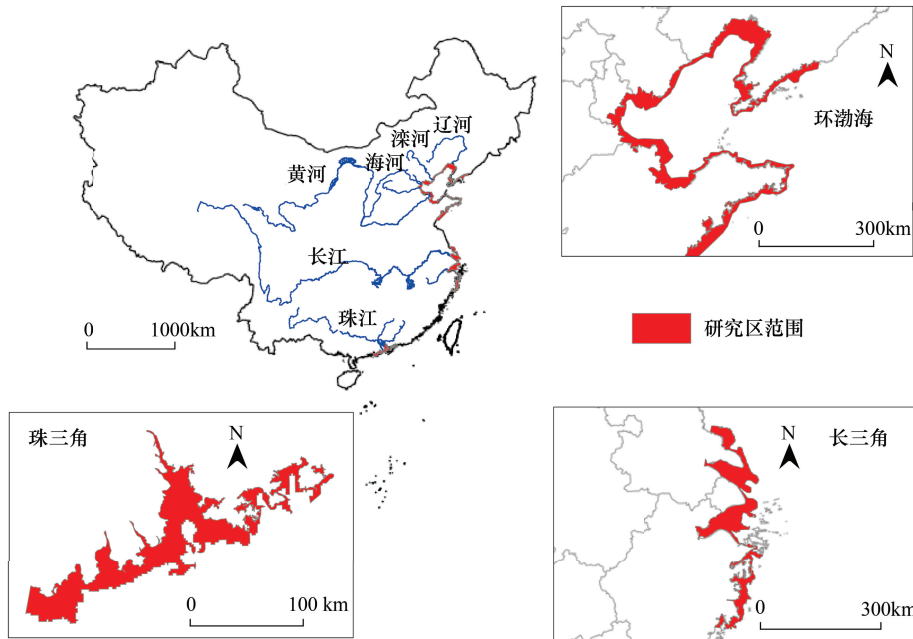 N
环渤海
0 300km
辽河
滦河
海河
黄河
长江
珠江
0 1000km
研究区范围
珠三角
N
0 100 km
N
长三角
0 300km